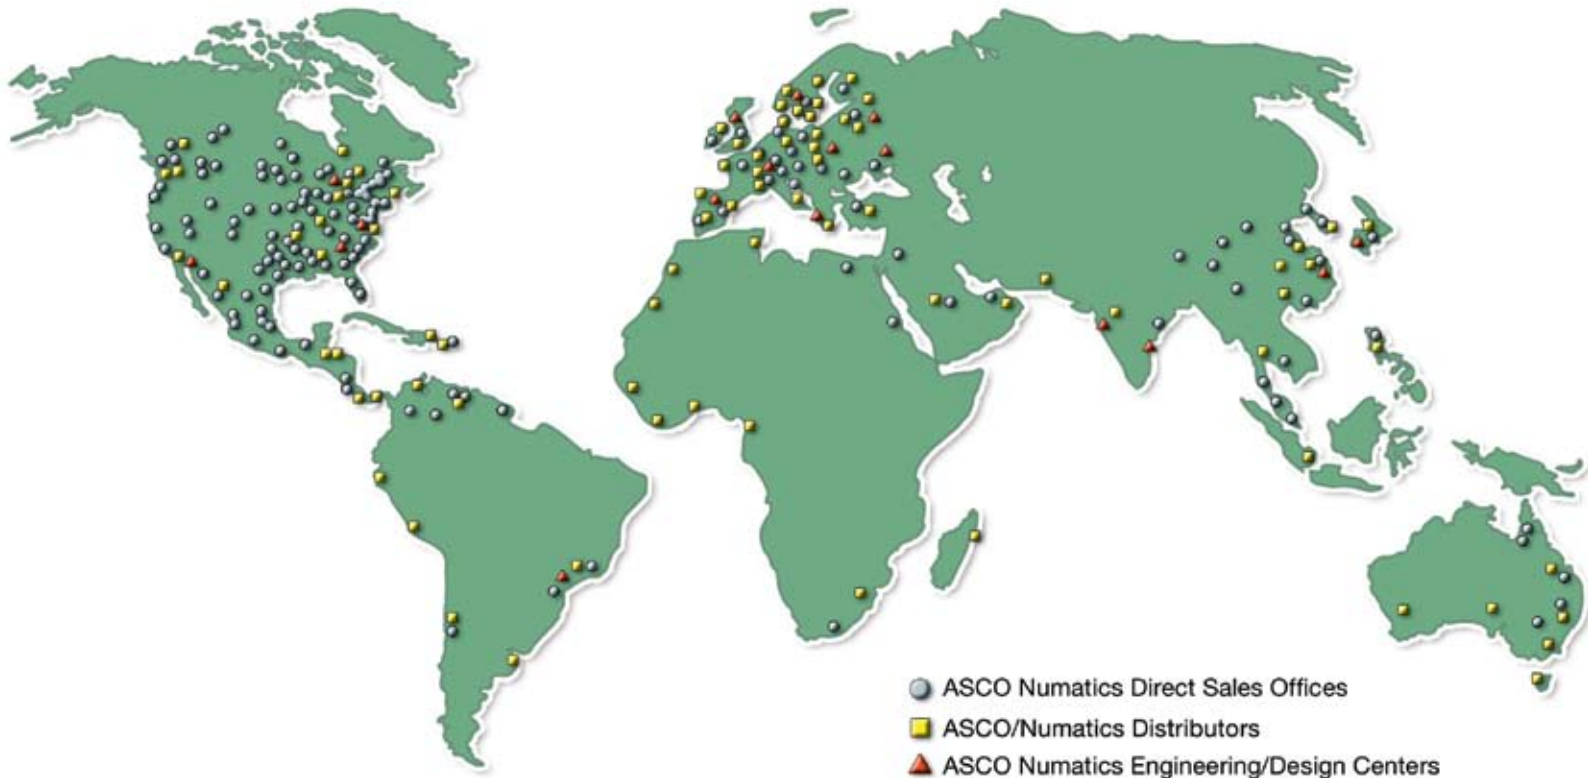 ASCO Numatics Direct Sales Offices
ASCO/Numatics Distributors
ASCO Numatics Engineering/Design Centers